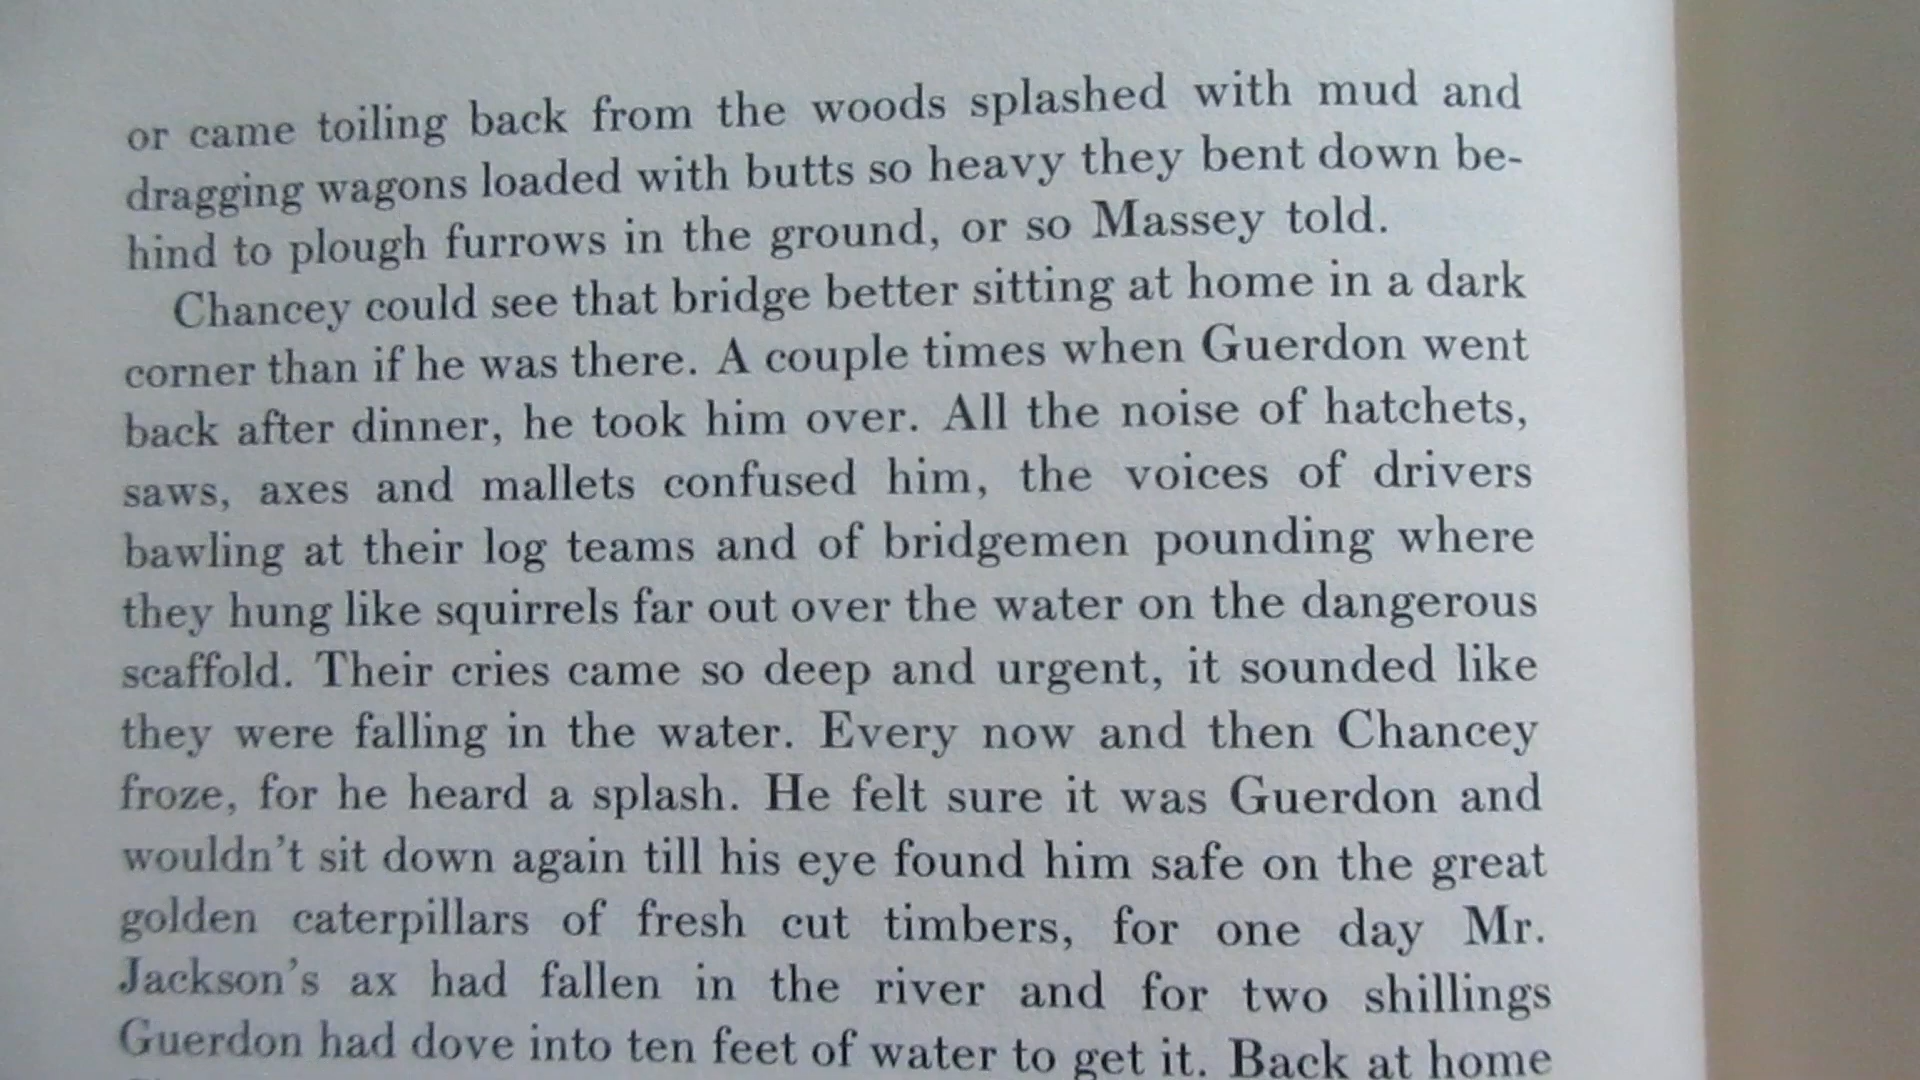 or came toiling back from the woods splashed with mud and
dragging wagons loaded with butts so heavy they bent down be-
hind to plough furrows in the ground, or so Massey told.
Chancey could see that bridge better sitting at home in a dark
corner than if he was there. A couple times when Guerdon went
back after dinner, he took him over. All the noise of hatchets,
saws, axes and mallets confused him, the voices of drivers
bawling at their log teams and of bridgemen pounding where
they hung like squirrels far out over the water on the dangerous
scaffold. Their cries came so deep and urgent, it sounded like
they were falling in the water. Every now and then Chancey
froze, for he heard a splash. He felt sure it was Guerdon and
wouldn't sit down again till his eye found him safe on the great
golden caterpillars of fresh cut timbers, for one day Mr.
Jackson's ax had fallen in the river and for two shillings
Guerdon had dove into ten feet of water to get it. Back at home